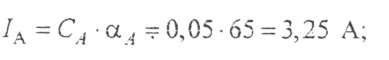 I_A = C_A · α_A = 0,05 · 65 = 3,25 A;